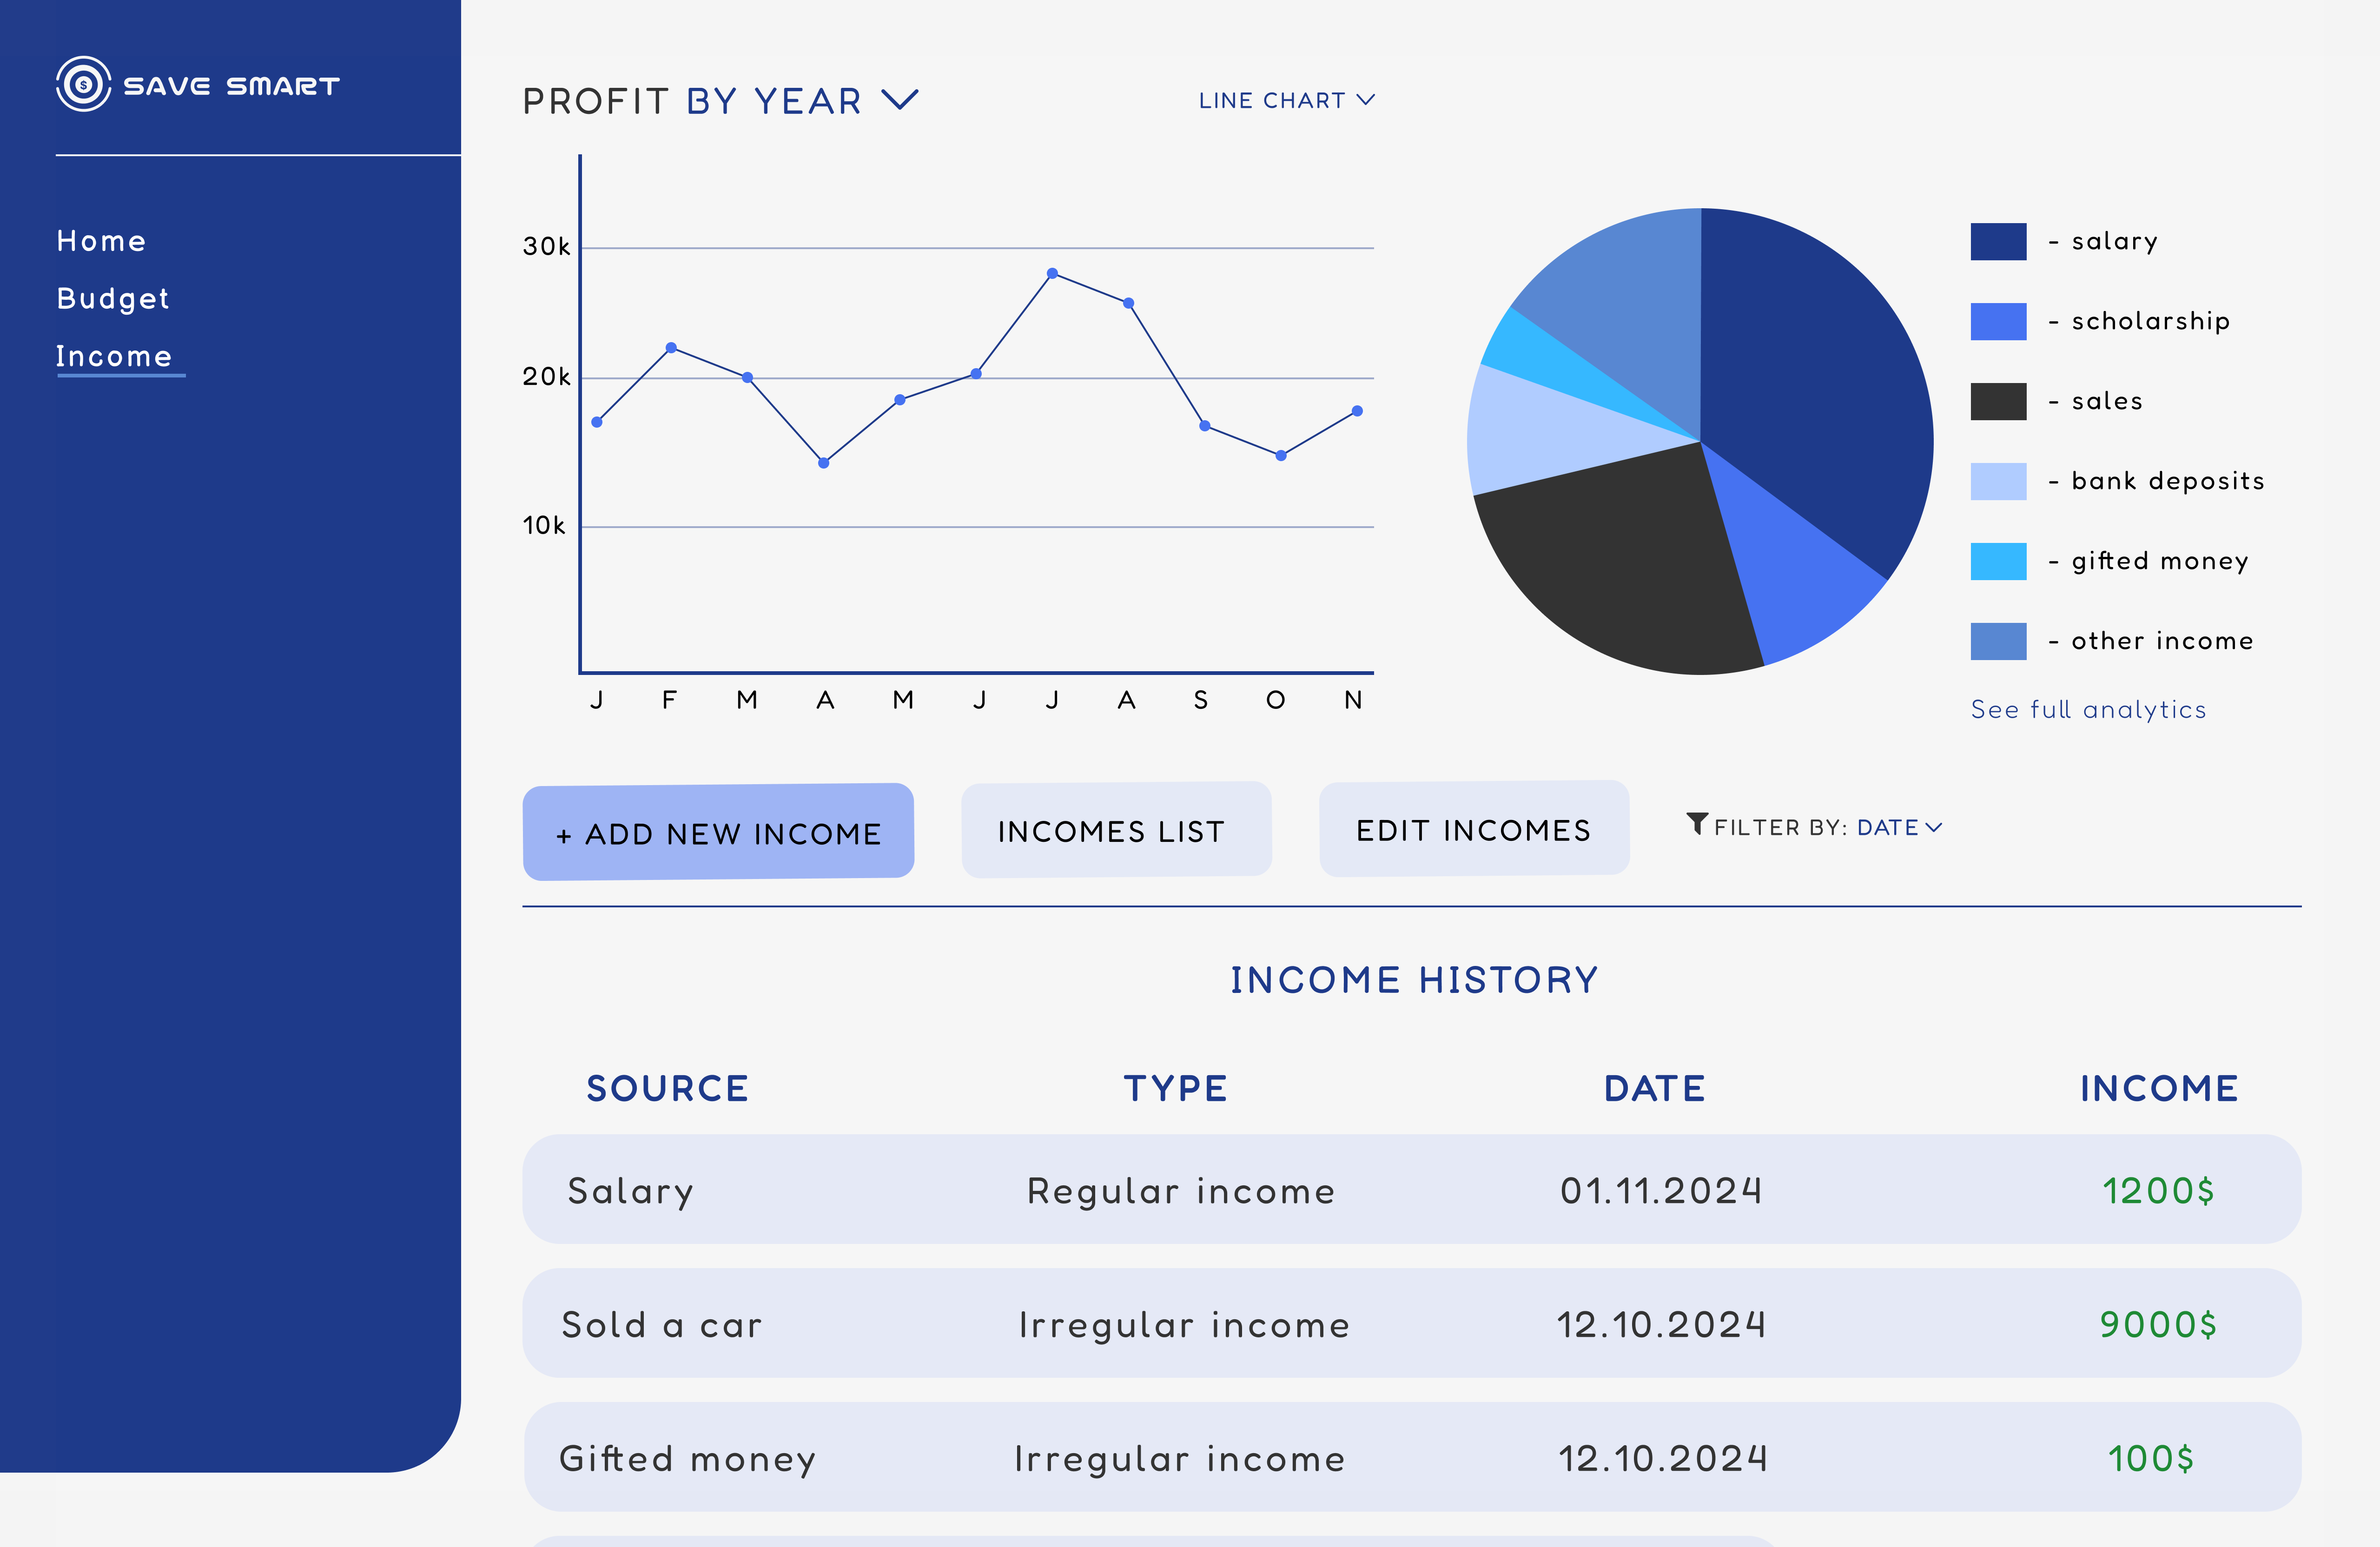 SAVE SMART
Home
Budget
Income
PROFIT BY YEAR
LINE CHART
30k
20k
10k
J F M A M J J A S O N
- salary
- scholarship
- sales
- bank deposits
- gifted money
- other income
See full analytics
+ ADD NEW INCOME
INCOMES LIST
EDIT INCOMES
FILTER BY: DATE
INCOME HISTORY
SOURCE TYPE DATE INCOME
Salary Regular income 01.11.2024 1200$
Sold a car Irregular income 12.10.2024 9000$
Gifted money Irregular income 12.10.2024 100$